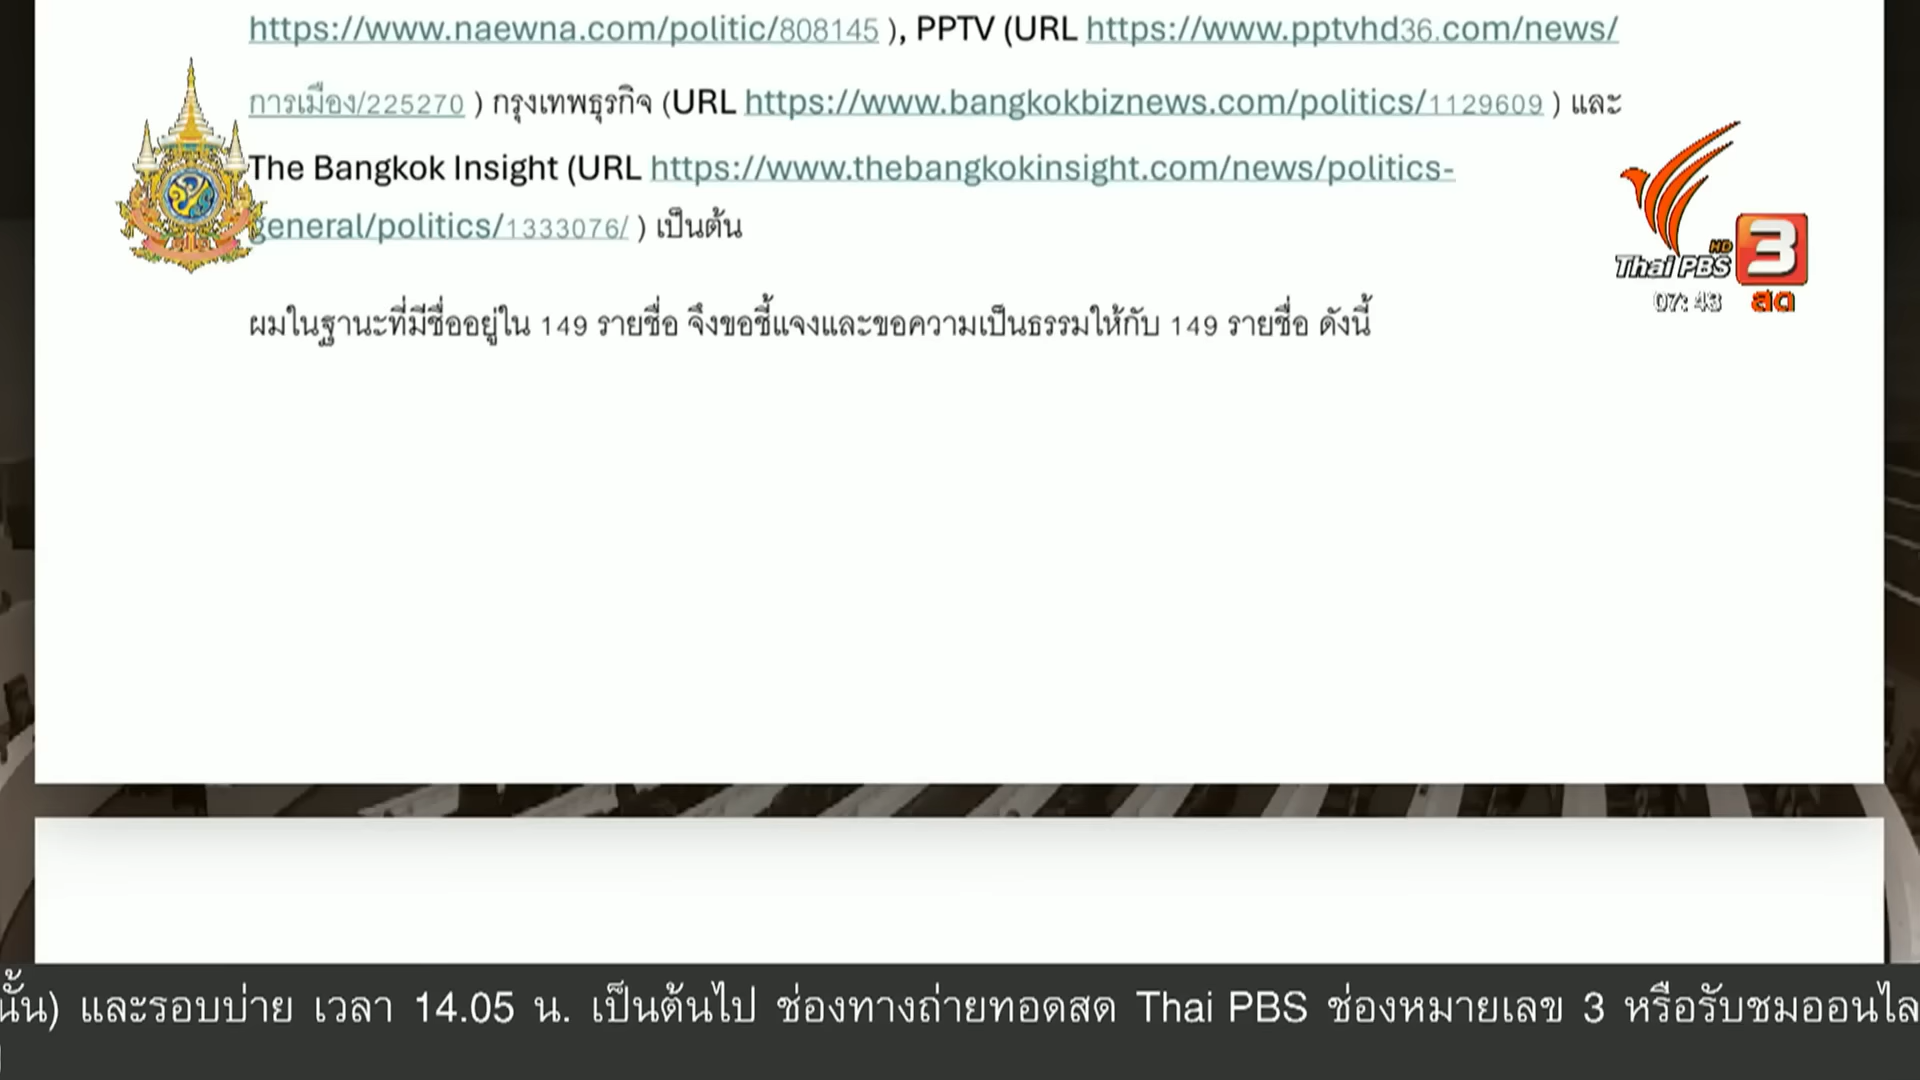 https://www.naewna.com/politic/808145 ), PPTV (URL https://www.pptvhd36.com/news/
การเมือง/225270 ) กรุงเทพธุรกิจ (URL https://www.bangkokbiznews.com/politics/1129609 ) และ
The Bangkok Insight (URL https://www.thebangkokinsight.com/news/politics-
general/politics/1333076/ ) เป็นต้น
ผมในฐานะที่มีชื่ออยู่ใน 149 รายชื่อ จึงขอชี้แจงและขอความเป็นธรรมให้กับ 149 รายชื่อ ดังนี้
Thai PBS HD 3
07:43 สด
นั้น) และรอบบ่าย เวลา 14.05 น. เป็นต้นไป ช่องทางถ่ายทอดสด Thai PBS ช่องหมายเลข 3 หรือรับชมออนไล